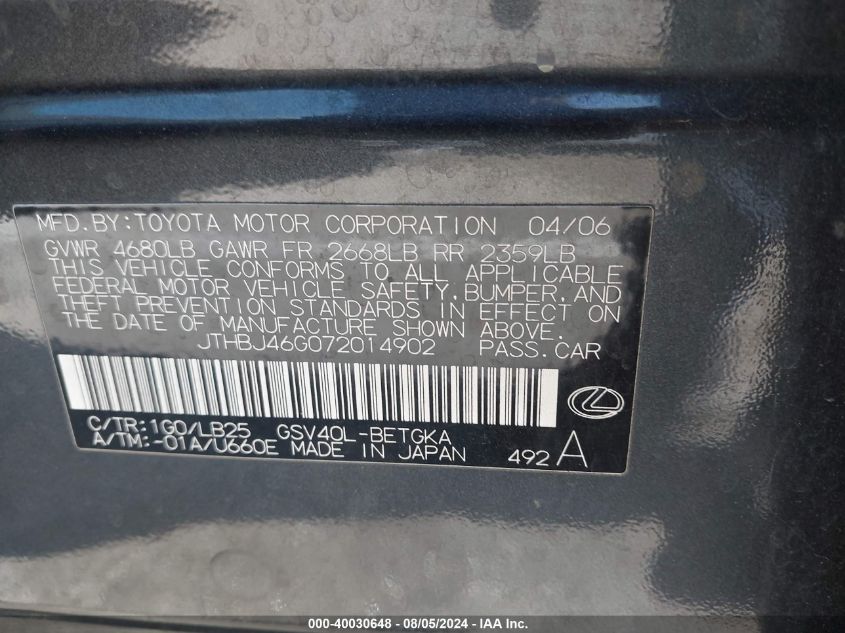 MFD.BY:TOYOTA MOTOR CORPORATION 04/06
GVWR 4680LB GAWR FR 2668LB RR 2359LB
THIS VEHICLE CONFORMS TO ALL APPLICABLE
FEDERAL MOTOR VEHICLE SAFETY,BUMPER,AND
THEFT PREVENTION STANDARDS IN EFFECT ON
THE DATE OF MANUFACTURE SHOWN ABOVE.
JTHBJ46G072014902 PASS.CAR
C/TR:1G0/LB25 GSV40L-BETGKA
A/TM:-01A/U660E MADE IN JAPAN 492 A
000-40030648 - 08/05/2024 - IAA Inc.